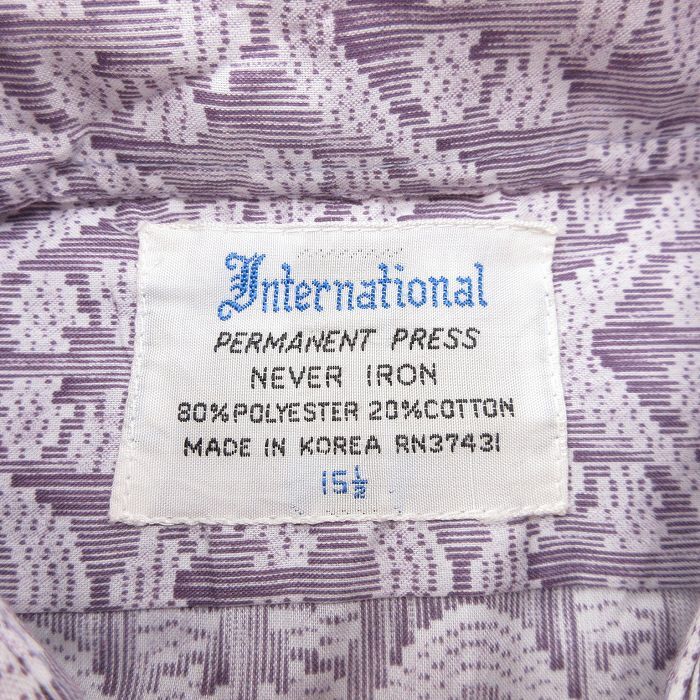 International
PERMANENT PRESS
NEVER IRON
80%POLYESTER 20%COTTON
MADE IN KOREA RN37431
15½